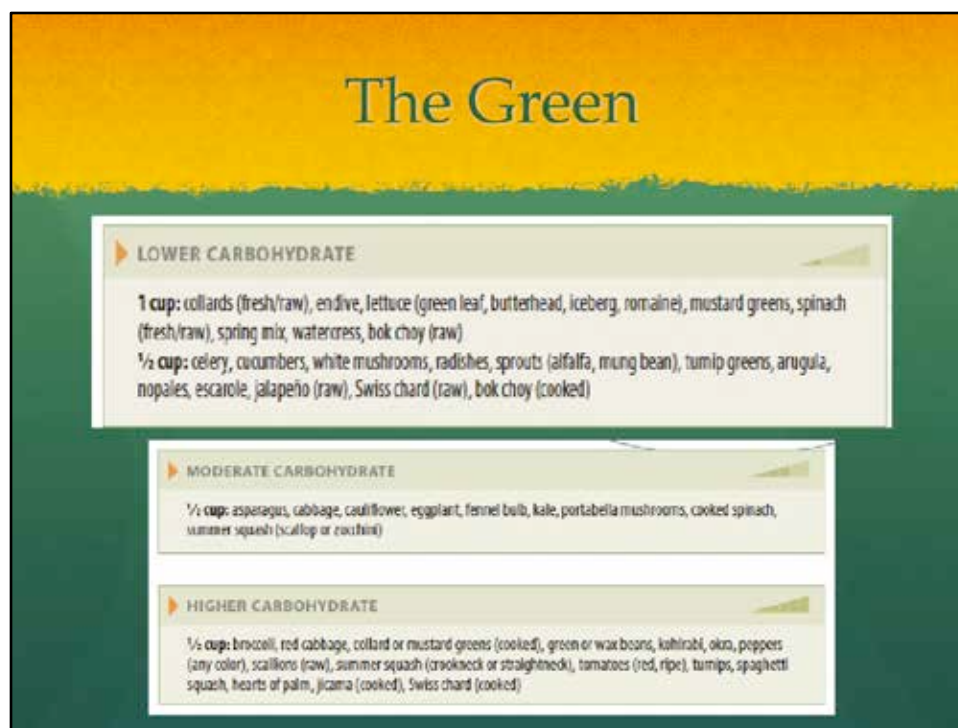 The Green
LOWER CARBOHYDRATE
1 cup: collards (fresh/raw), endive, lettuce (green leaf, butterhead, iceberg, romaine), mustard greens, spinach
(fresh/raw), spring mix, watercress, bok choy (raw)
½ cup: celery, cucumbers, white mushrooms, radishes, sprouts (alfalfa, mung bean), turnip greens, arugula,
nopales, escarole, jalapeño (raw), Swiss chard (raw), bok choy (cooked)
MODERATE CARBOHYDRATE
½ cup: asparagus, cabbage, cauliflower, eggplant, fennel bulb, kale, portabella mushrooms, cooked spinach,
summer squash (scallop or zucchini)
HIGHER CARBOHYDRATE
½ cup: broccoli, red cabbage, collard or mustard greens (cooked), green or wax beans, kohlrabi, okra, peppers
(any color), scallions (raw), summer squash (crookneck or straightneck), tomatoes (red, ripe), turnips, spaghetti
squash, hearts of palm, jicama (cooked), Swiss chard (cooked)